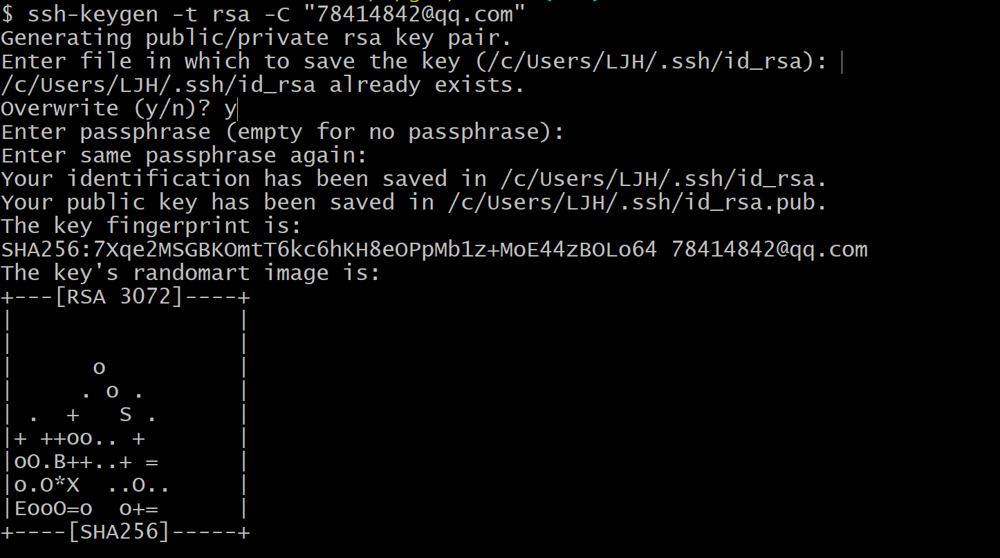 $ ssh-keygen -t rsa -C "78414842@qq.com"
Generating public/private rsa key pair.
Enter file in which to save the key (/c/Users/LJH/.ssh/id_rsa):
/c/Users/LJH/.ssh/id_rsa already exists.
Overwrite (y/n)? y
Enter passphrase (empty for no passphrase):
Enter same passphrase again:
Your identification has been saved in /c/Users/LJH/.ssh/id_rsa.
Your public key has been saved in /c/Users/LJH/.ssh/id_rsa.pub.
The key fingerprint is:
SHA256:7Xqe2MSGBKOmtT6kc6hKH8eOPpMb1z+MoE44zBOLo64 78414842@qq.com
The key's randomart image is:
+---[RSA 3072]----+
|                 |
|                 |
|      o          |
|     . o .       |
| .  +   S .      |
|+ ++oo.. +       |
|oO.B++..+ =      |
|o.O*X  ..O..     |
|EooO=o  o+=      |
+----[SHA256]-----+